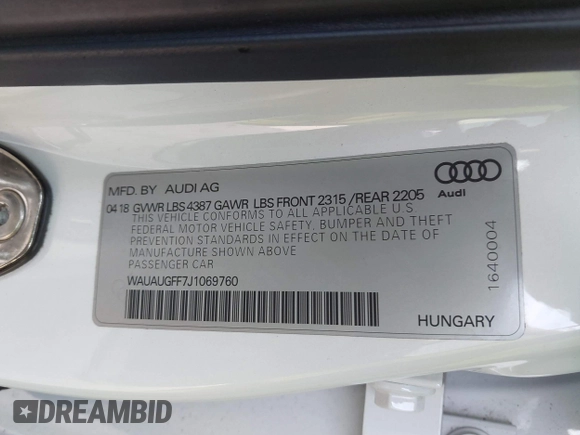 MFD. BY AUDI AG
Audi
04 18 GVWR LBS 4387 GAWR LBS FRONT 2315 / REAR 2205
THIS VEHICLE CONFORMS TO ALL APPLICABLE U S
FEDERAL MOTOR VEHICLE SAFETY, BUMPER AND THEFT
PREVENTION STANDARDS IN EFFECT ON THE DATE OF
MANUFACTURE SHOWN ABOVE
PASSENGER CAR
WAUAUGFF7J1069760
HUNGARY
1640004
DREAMBID